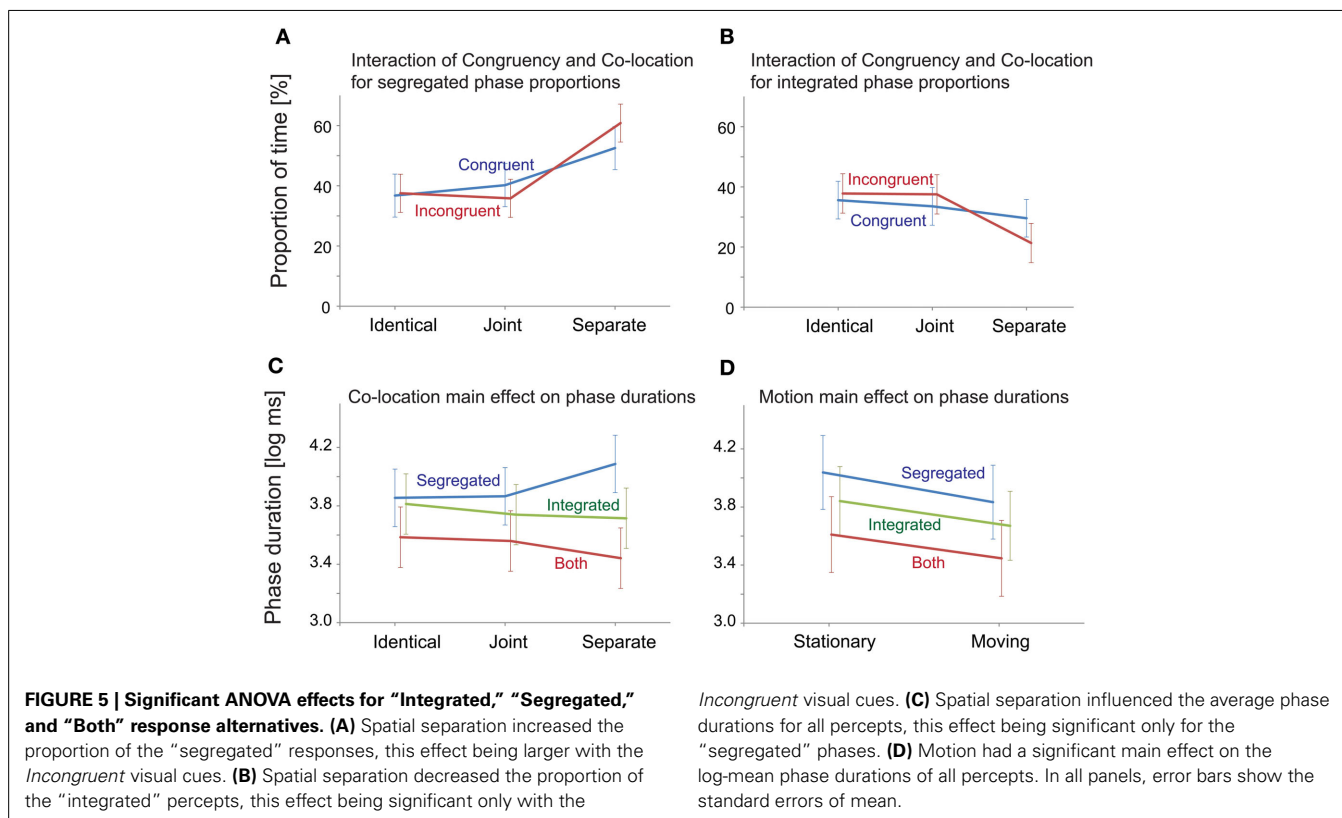 A
Interaction of Congruency and Co-location
for segregated phase proportions
Proportion of time [%]
60
40
20
0
Congruent
Incongruent
Identical Joint Separate
B
Interaction of Congruency and Co-location
for integrated phase proportions
60
40
20
0
Incongruent
Congruent
Identical Joint Separate
C
Co-location main effect on phase durations
Phase duration [log ms]
4.2
3.8
3.4
3.0
Segregated
Integrated
Both
Identical Joint Separate
D
Motion main effect on phase durations
4.2
3.8
3.4
3.0
Segregated
Integrated
Both
Stationary Moving
FIGURE 5 | Significant ANOVA effects for “Integrated,” “Segregated,”
and “Both” response alternatives. (A) Spatial separation increased the
proportion of the “segregated” responses, this effect being larger with the
Incongruent visual cues. (B) Spatial separation decreased the proportion of
the “integrated” percepts, this effect being significant only with the
Incongruent visual cues. (C) Spatial separation influenced the average phase
durations for all percepts, this effect being significant only for the
“segregated” phases. (D) Motion had a significant main effect on the
log-mean phase durations of all percepts. In all panels, error bars show the
standard errors of mean.